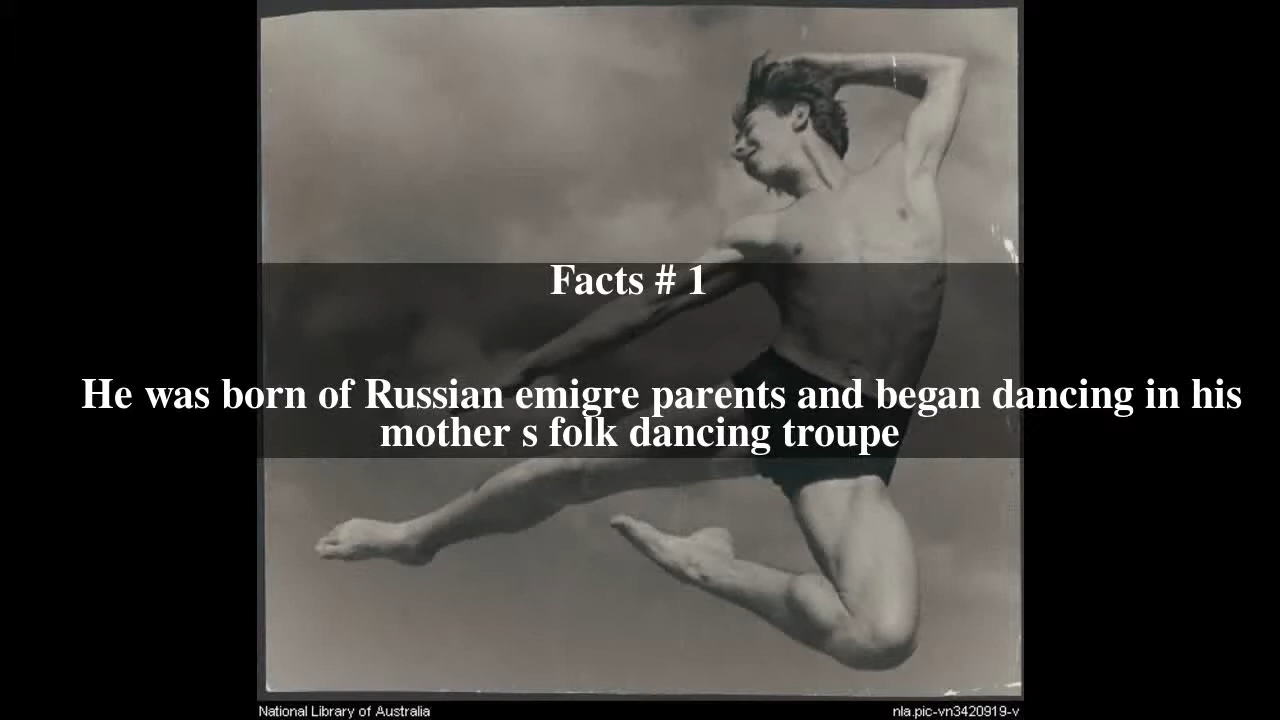 Facts # 1
He was born of Russian emigre parents and began dancing in his
mother s folk dancing troupe
National Library of Australia
nla.pic-vn3420919-v